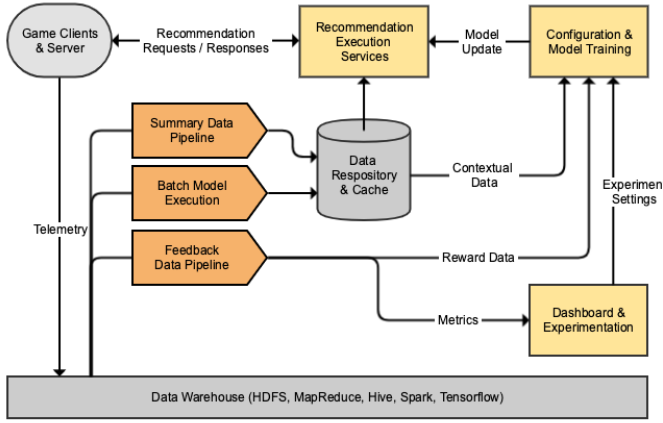 Game Clients
& Server
Recommendation
Requests / Responses
Recommendation
Execution
Services
Model
Update
Configuration &
Model Training
Summary Data
Pipeline
Data
Respository
& Cache
Contextual
Data
Experimen
Settings
Batch Model
Execution
Telemetry
Feedback
Data Pipeline
Reward Data
Metrics
Dashboard &
Experimentation
Data Warehouse (HDFS, MapReduce, Hive, Spark, Tensorflow)